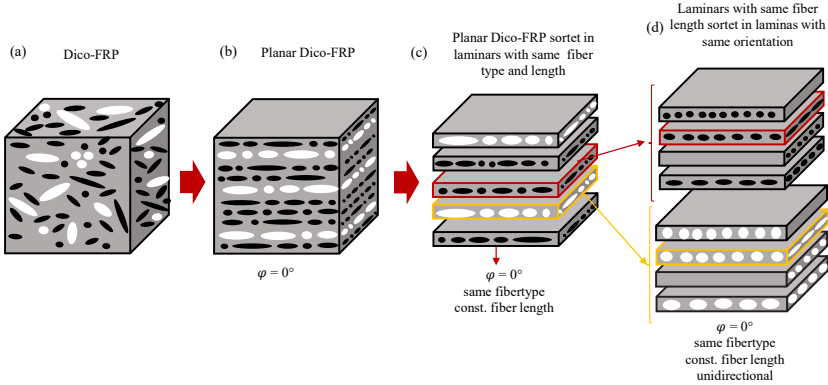 (a)
Dico-FRP
(b)
Planar Dico-FRP
φ = 0°
(c)
Planar Dico-FRP sortet in
laminars with same fiber
type and length
φ = 0°
same fibertype
const. fiber length
(d)
Laminars with same fiber
length sortet in laminas with
same orientation
φ = 0°
same fibertype
const. fiber length
unidirectional